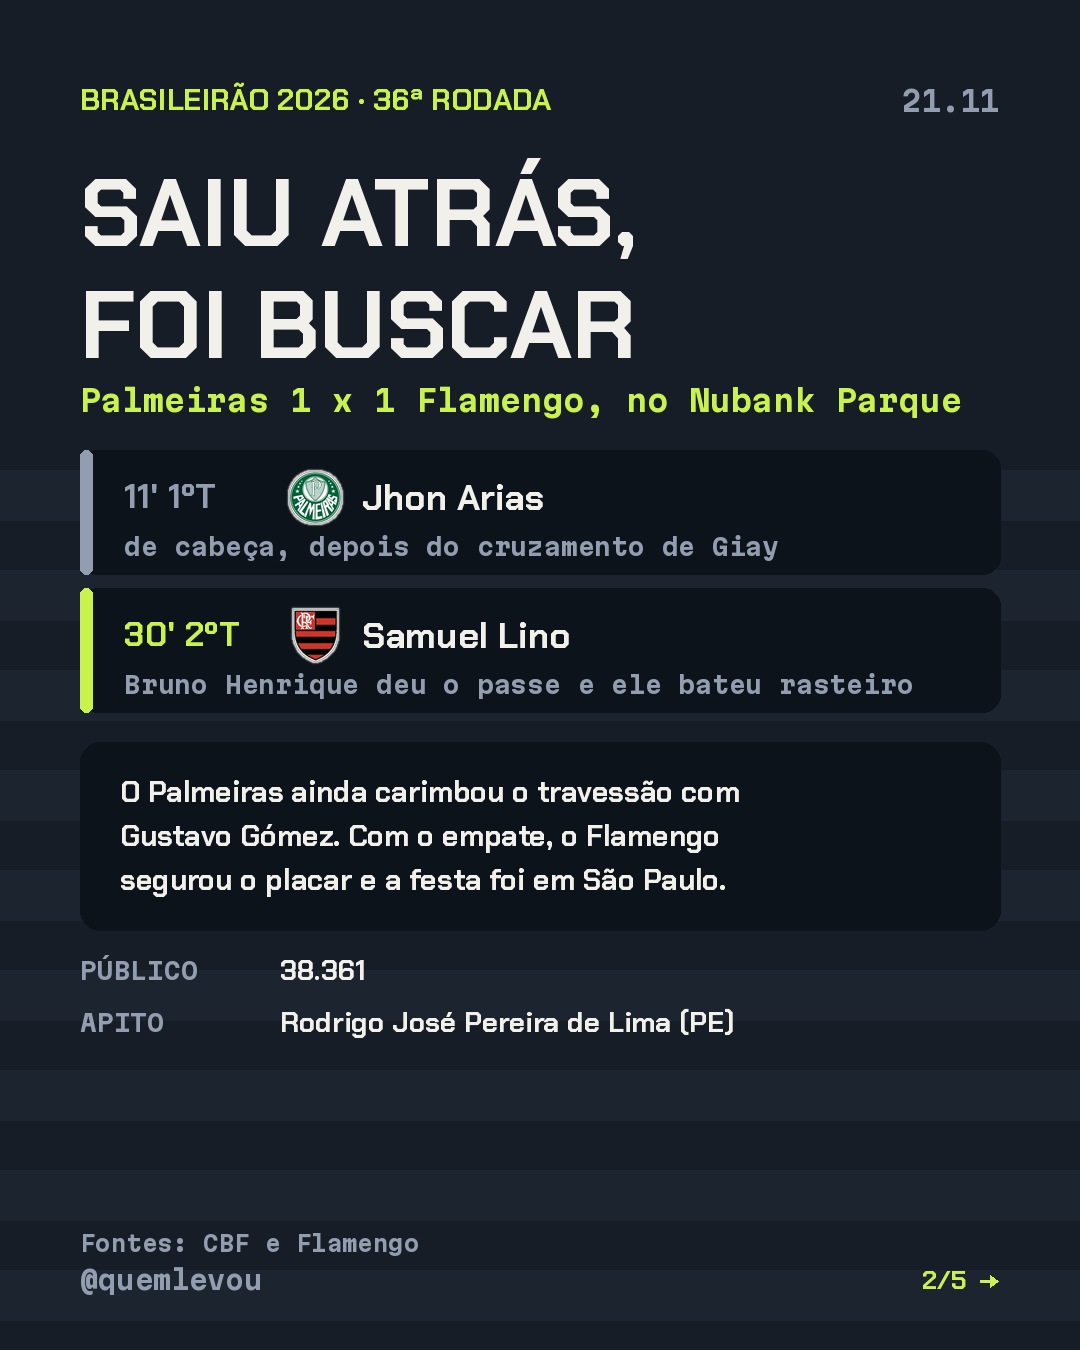 BRASILEIRÃO 2026 · 36ª RODADA
21.11
SAIU ATRÁS,
FOI BUSCAR
Palmeiras 1 x 1 Flamengo, no Nubank Parque
11' 1ºT
PALMEIRAS
Jhon Arias
de cabeça, depois do cruzamento de Giay
30' 2ºT
Samuel Lino
Bruno Henrique deu o passe e ele bateu rasteiro
O Palmeiras ainda carimbou o travessão com
Gustavo Gómez. Com o empate, o Flamengo
segurou o placar e a festa foi em São Paulo.
PÚBLICO 38.361
APITO Rodrigo José Pereira de Lima (PE)
Fontes: CBF e Flamengo
@quemlevou
2/5 →